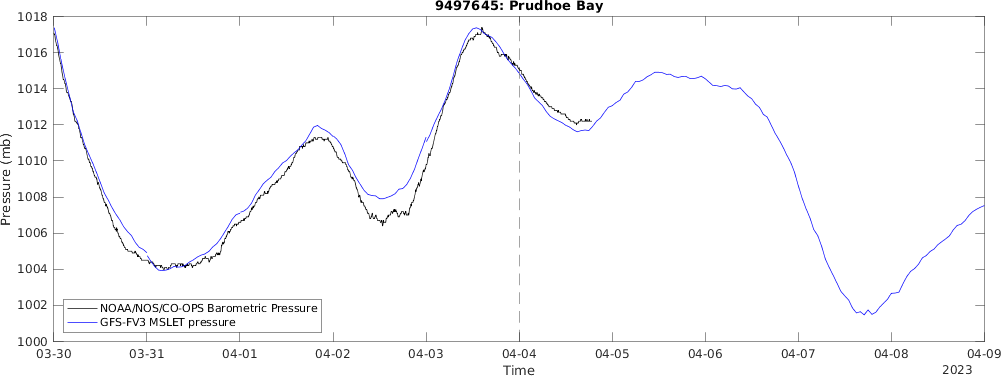 9497645: Prudhoe Bay
1018
1016
1014
1012
1010
1008
1006
1004
1002
1000
Pressure (mb)
NOAA/NOS/CO-OPS Barometric Pressure
GFS-FV3 MSLET pressure
03-30 03-31 04-01 04-02 04-03 04-04 04-05 04-06 04-07 04-08 04-09
Time
2023